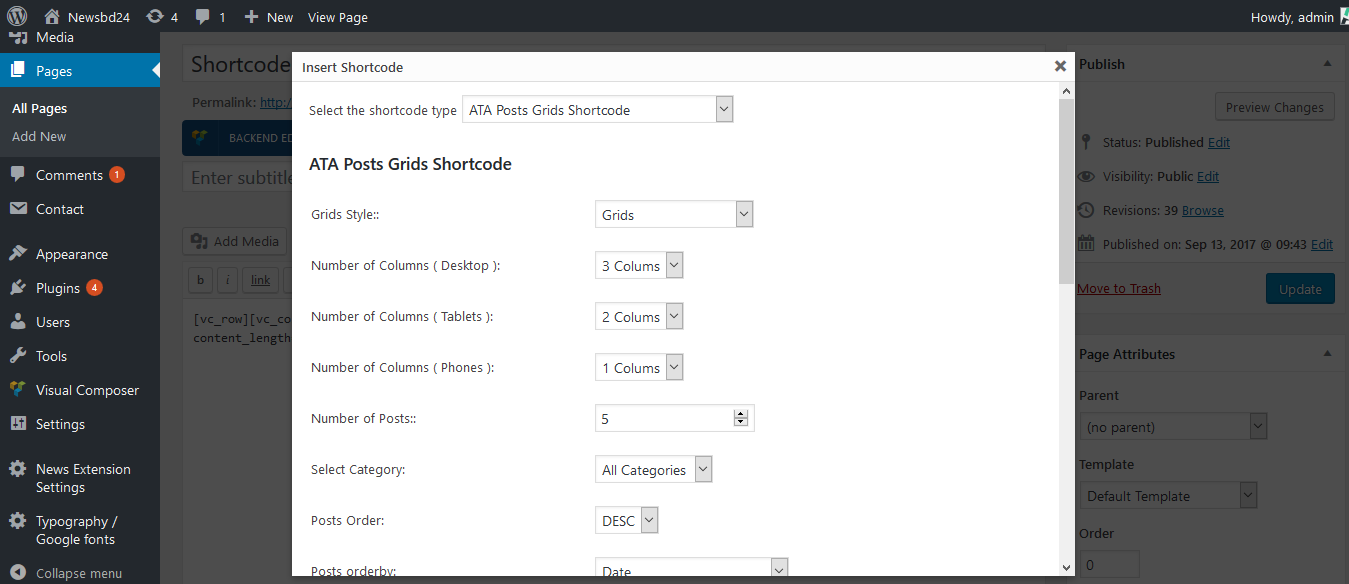 Newsbd24
4
1
New
View Page
Howdy, admin
Media
Pages
All Pages
Add New
Comments 1
Contact
Appearance
Plugins 4
Users
Tools
Visual Composer
Settings
News Extension
Settings
Typography /
Google fonts
Collapse menu
Shortcode
Permalink: http:/
BACKEND ED
Enter subtitle
Add Media
b
i
link
[vc_row][vc_co
content_length
Insert Shortcode
Select the shortcode type ATA Posts Grids Shortcode
ATA Posts Grids Shortcode
Grids Style:: Grids
Number of Columns ( Desktop ): 3 Colums
Number of Columns ( Tablets ): 2 Colums
Number of Columns ( Phones ): 1 Colums
Number of Posts:: 5
Select Category: All Categories
Posts Order: DESC
Posts orderby: Date
Publish
Preview Changes
Status: Published Edit
Visibility: Public Edit
Revisions: 39 Browse
Published on: Sep 13, 2017 @ 09:43 Edit
Move to Trash
Update
Page Attributes
Parent
(no parent)
Template
Default Template
Order
0